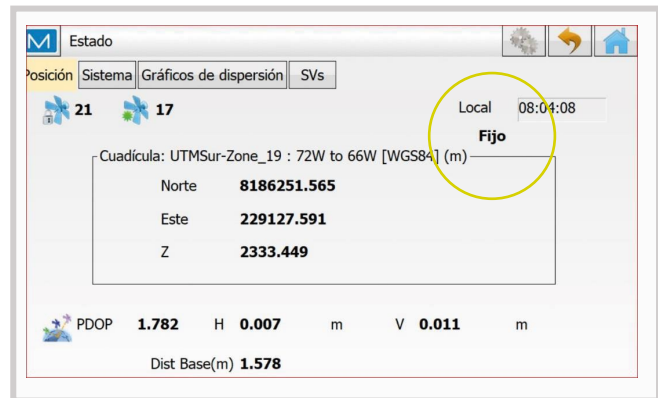 M Estado
Posición Sistema Gráficos de dispersión SVs
21 17 Local 08:04:08
Fijo
Cuadícula: UTMSur-Zone_19 : 72W to 66W [WGS84] (m)
Norte 8186251.565
Este 229127.591
Z 2333.449
PDOP 1.782 H 0.007 m V 0.011 m
Dist Base(m) 1.578